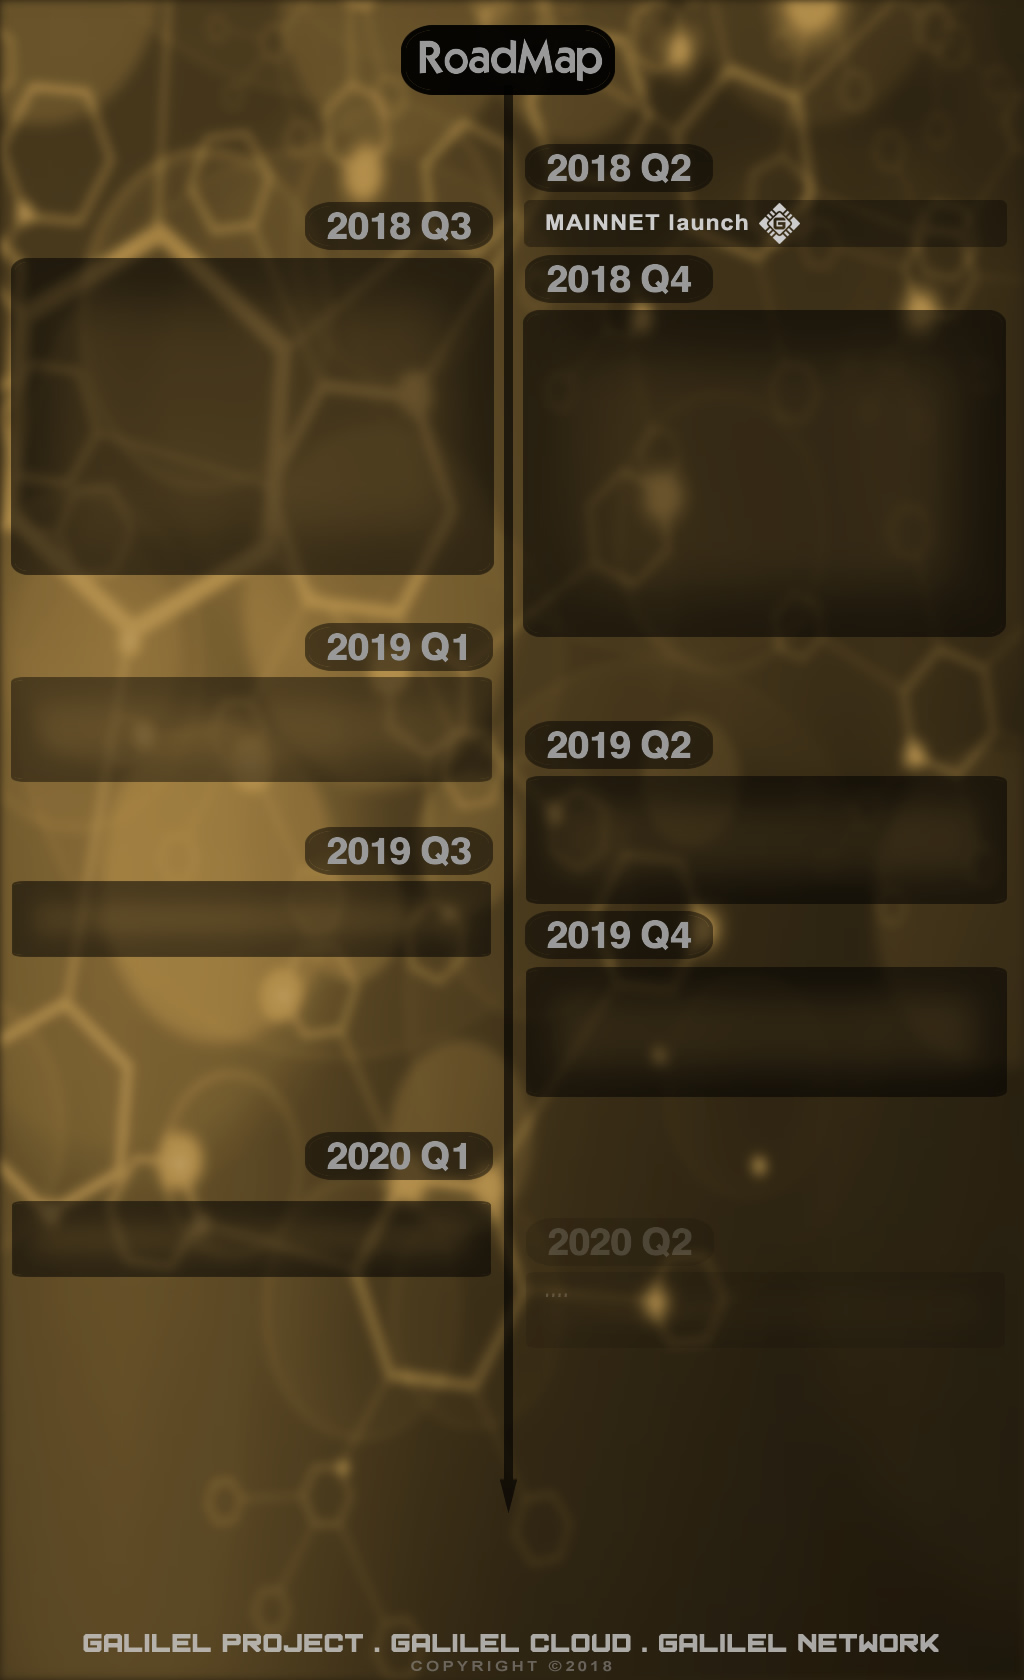 RoadMap
2018 Q2
MAINNET launch
2018 Q3
2018 Q4
2019 Q1
2019 Q2
2019 Q3
2019 Q4
2020 Q1
2020 Q2
,,,,
GALILEL PROJECT . GALILEL CLOUD . GALILEL NETWORK
COPYRIGHT ©2018